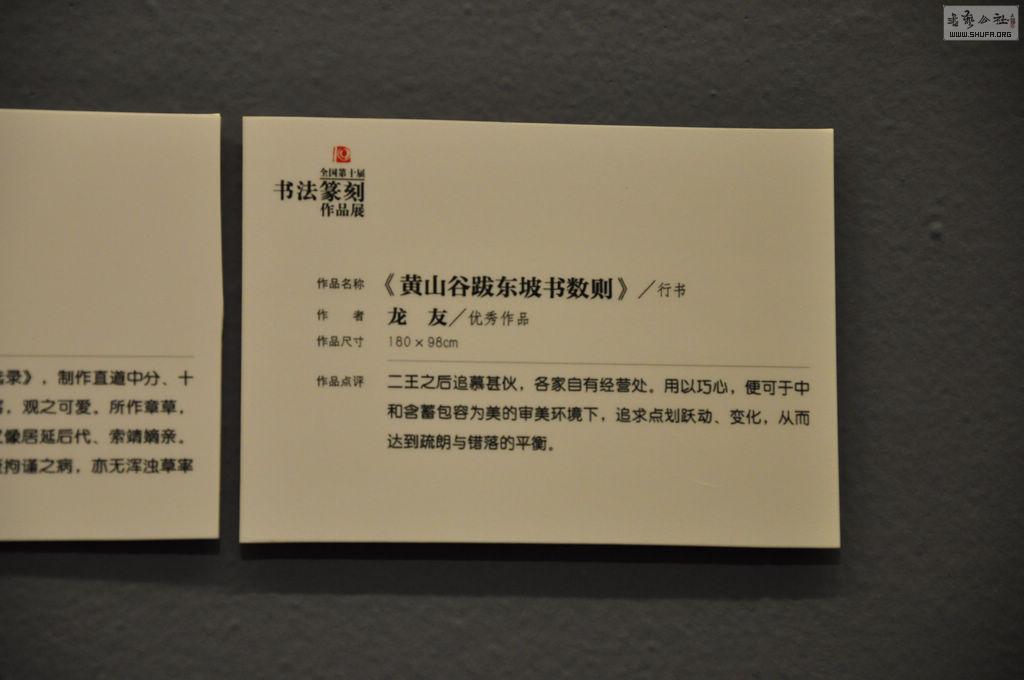 书艺公社
WWW.SHUFA.ORG
全国第十届
书法篆刻
作品展
作品名称 《黄山谷跋东坡书数则》/行书
作 者 龙 友/优秀作品
作品尺寸 180×98cm
作品点评 二王之后追慕甚伙，各家自有经营处。用以巧心，便可于中
和含蓄包容为美的审美环境下，追求点划跃动、变化，从而
达到疏朗与错落的平衡。
录》，制作直道中分、十
，观之可爱。所作章草，
像居延后代、索靖嫡亲。
拘谨之病，亦无浑浊草率